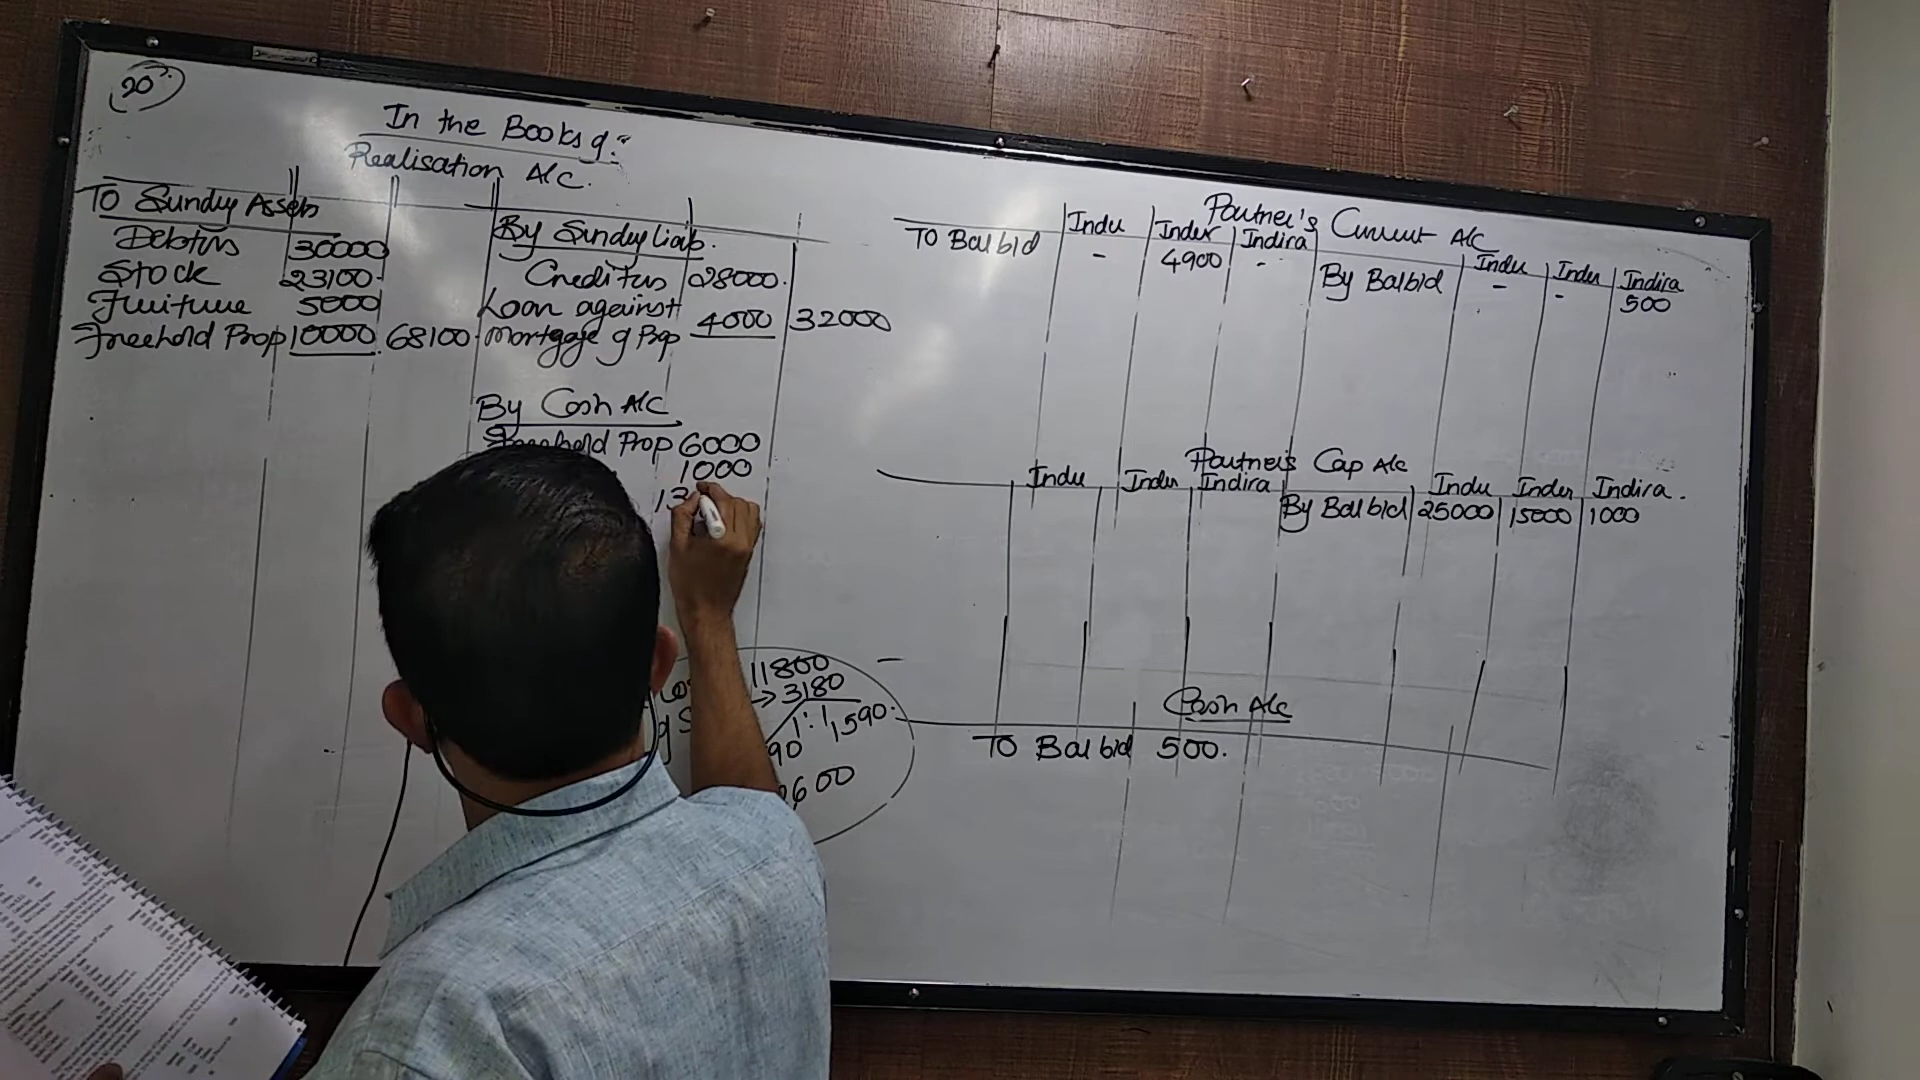 20
In the Books of:-
Realisation A/c.
To Sundry Assets
Debtors 30000
Stock 23100
Furniture 5000
Freehold Prop 10000 68100
By Sundry Liab.
Creditors 28000
Loan against
Mortgage of Prop 4000 32000
By Cash A/c
Freehold Prop 6000
1000
13
11800
→ 3180
1:1
90 1590
600
Partner's Current A/c
Indu Inder Indira Indu Inder Indira
To Bal b/d - 4900 - By Bal b/d - - 500
Partner's Cap A/c
Indu Inder Indira Indu Inder Indira.
By Bal b/d 25000 15000 1000
Cash A/c
To Bal b/d 500.